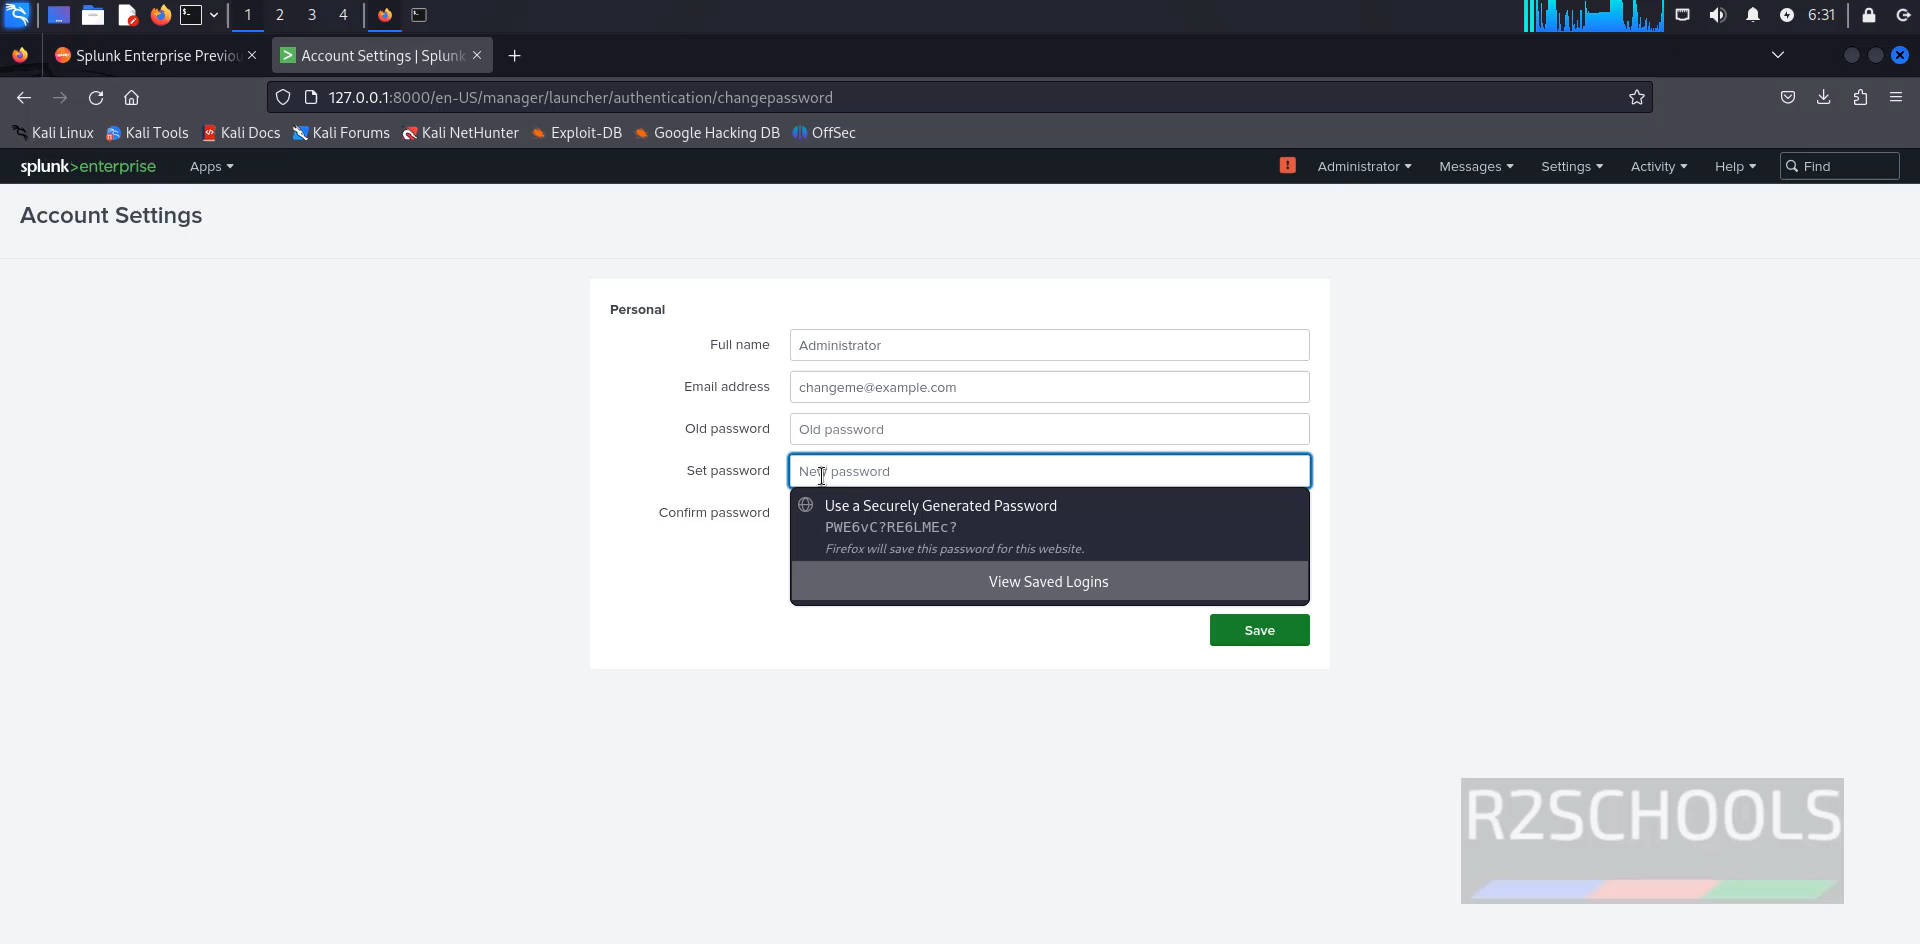 1 2 3 4 6:31
Splunk Enterprise Previou Account Settings | Splunk
127.0.0.1:8000/en-US/manager/launcher/authentication/changepassword
Kali Linux Kali Tools Kali Docs Kali Forums Kali NetHunter Exploit-DB Google Hacking DB OffSec
splunk>enterprise Apps Administrator Messages Settings Activity Help Find
Account Settings
Personal
Full name Administrator
Email address changeme@example.com
Old password Old password
Set password New password
Use a Securely Generated Password
PWE6vC?RE6LMEc?
Confirm password
Firefox will save this password for this website.
View Saved Logins
Save
R2SCHOOLS